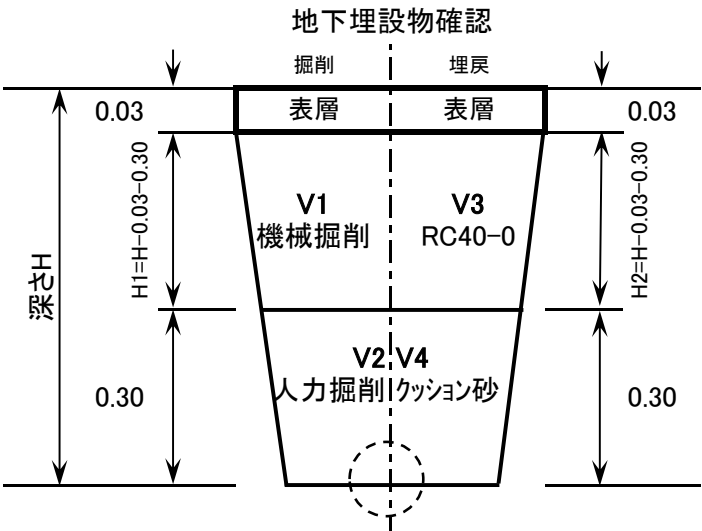 地下埋設物確認
掘削 埋戻
0.03 表層 表層 0.03
H1=H-0.03-0.30
H2=H-0.03-0.30
V1 V3
機械掘削 RC40-0
深さH
V2 V4
人力掘削 クッション砂
0.30 0.30